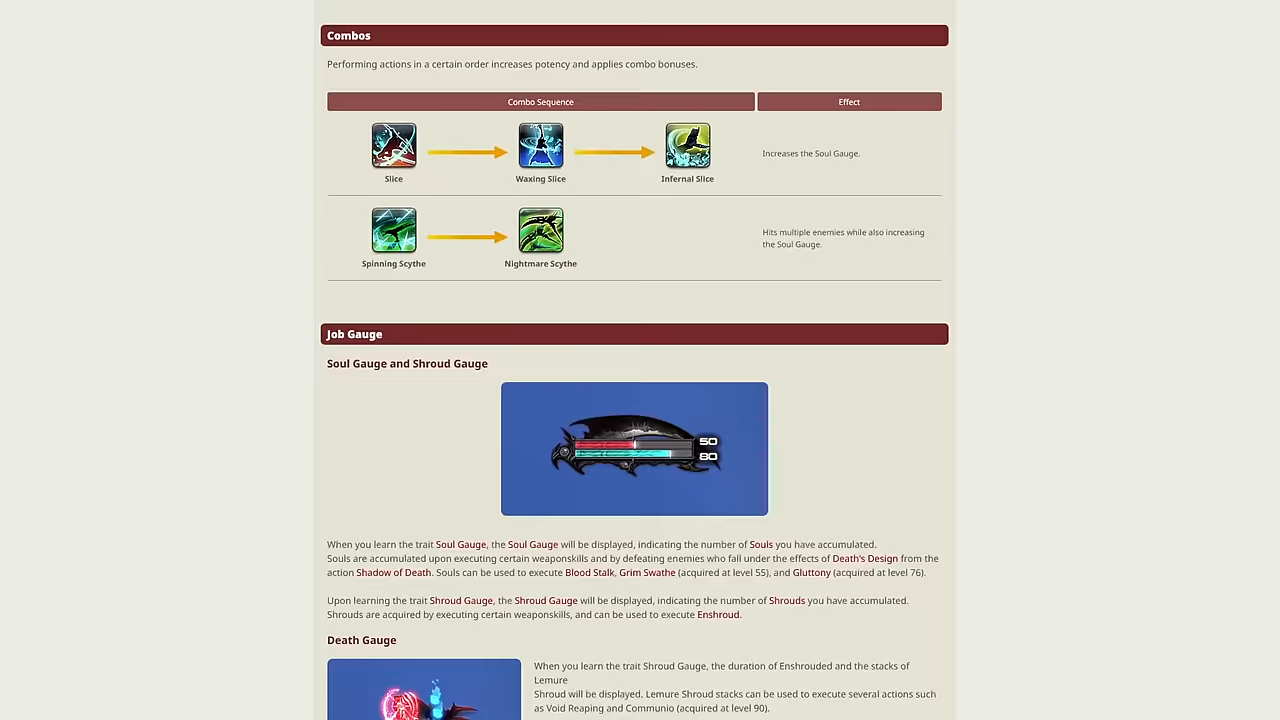 Combos
Performing actions in a certain order increases potency and applies combo bonuses.
Combo Sequence
Effect
Slice
Waxing Slice
Infernal Slice
Increases the Soul Gauge.
Spinning Scythe
Nightmare Scythe
Hits multiple enemies while also increasing
the Soul Gauge.
Job Gauge
Soul Gauge and Shroud Gauge
50
80
When you learn the trait Soul Gauge, the Soul Gauge will be displayed, indicating the number of Souls you have accumulated.
Souls are accumulated upon executing certain weaponskills and by defeating enemies who fall under the effects of Death's Design from the
action Shadow of Death. Souls can be used to execute Blood Stalk, Grim Swathe (acquired at level 55), and Gluttony (acquired at level 76).
Upon learning the trait Shroud Gauge, the Shroud Gauge will be displayed, indicating the number of Shrouds you have accumulated.
Shrouds are acquired by executing certain weaponskills, and can be used to execute Enshroud.
Death Gauge
When you learn the trait Shroud Gauge, the duration of Enshrouded and the stacks of
Lemure
Shroud will be displayed. Lemure Shroud stacks can be used to execute several actions such
as Void Reaping and Communio (acquired at level 90).